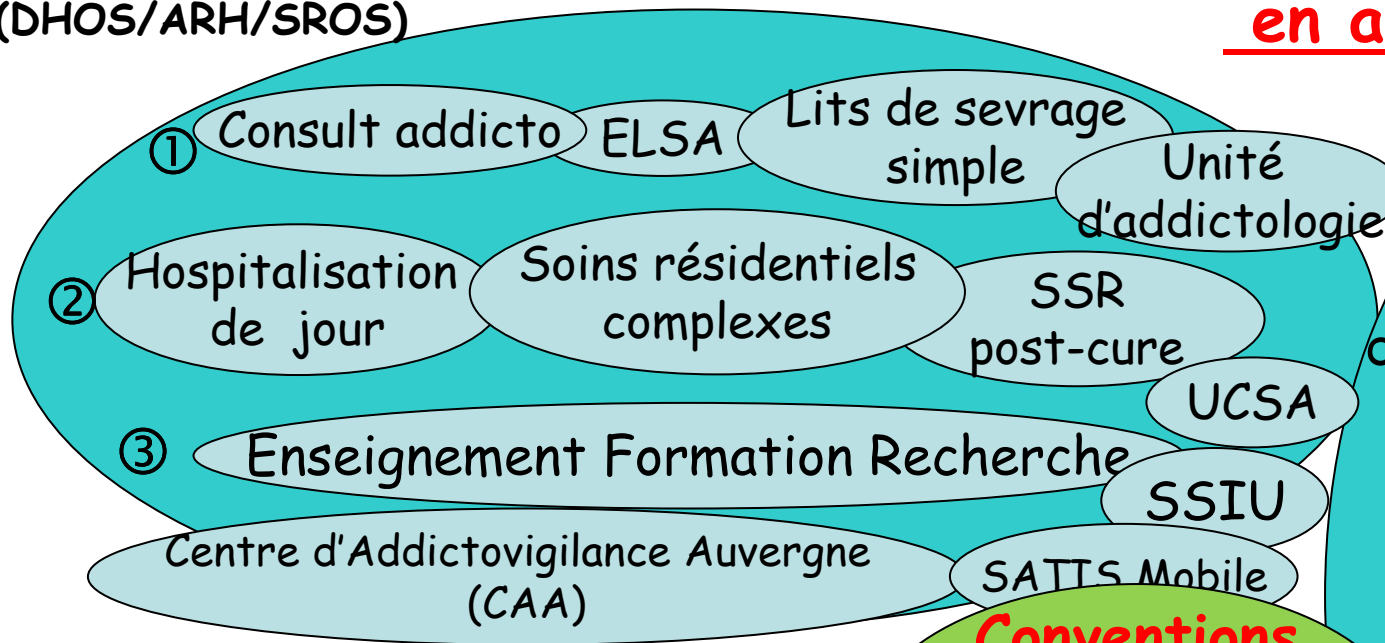 (DHOS/ARH/SROS)
en a
① Consult addicto
ELSA
Lits de sevrage
simple
Unité
d'addictologie
② Hospitalisation
de jour
Soins résidentiels
complexes
SSR
post-cure
UCSA
③ Enseignement Formation Recherche
SSIU
Centre d'Addictovigilance Auvergne
(CAA)
SATIS Mobile
Conventions